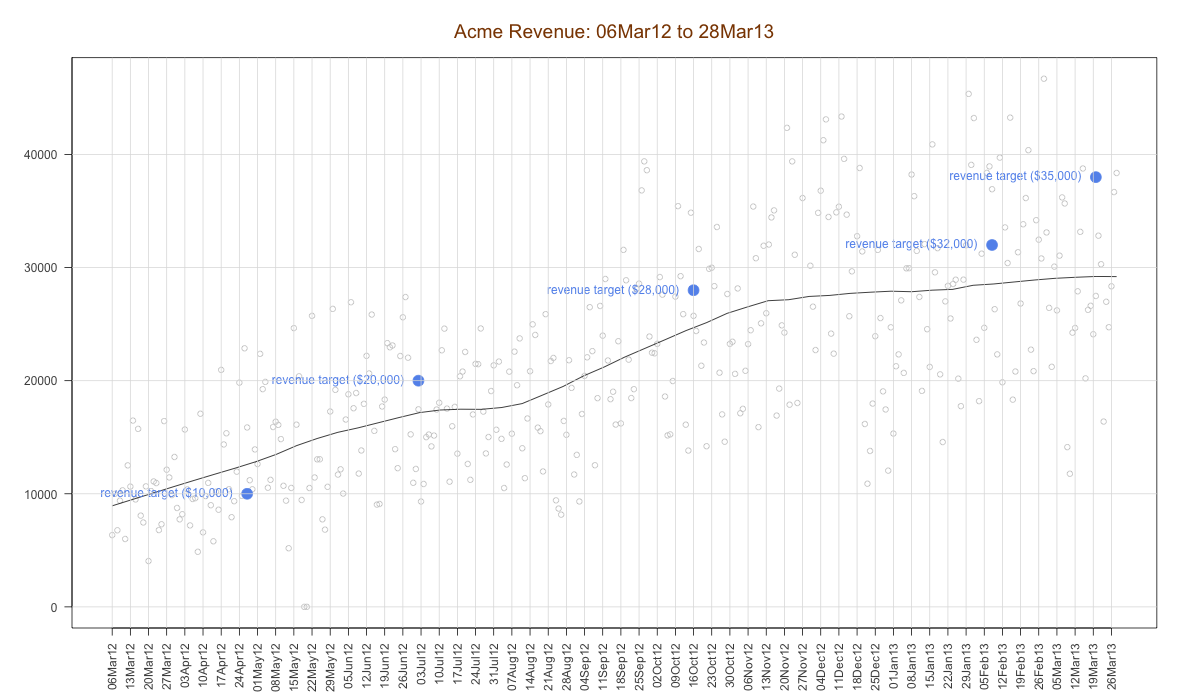 Acme Revenue: 06Mar12 to 28Mar13
40000
revenue target ($35,000)
revenue target ($32,000)
30000
revenue target ($28,000)
20000
revenue target ($20,000)
10000
revenue target ($10,000)
0
06Mar12
13Mar12
20Mar12
27Mar12
03Apr12
10Apr12
17Apr12
24Apr12
01May12
08May12
15May12
22May12
29May12
05Jun12
12Jun12
19Jun12
26Jun12
03Jul12
10Jul12
17Jul12
24Jul12
31Jul12
07Aug12
14Aug12
21Aug12
28Aug12
04Sep12
11Sep12
18Sep12
25Sep12
02Oct12
09Oct12
16Oct12
23Oct12
30Oct12
06Nov12
13Nov12
20Nov12
27Nov12
04Dec12
11Dec12
18Dec12
25Dec12
01Jan13
08Jan13
15Jan13
22Jan13
29Jan13
05Feb13
12Feb13
19Feb13
26Feb13
05Mar13
12Mar13
19Mar13
26Mar13